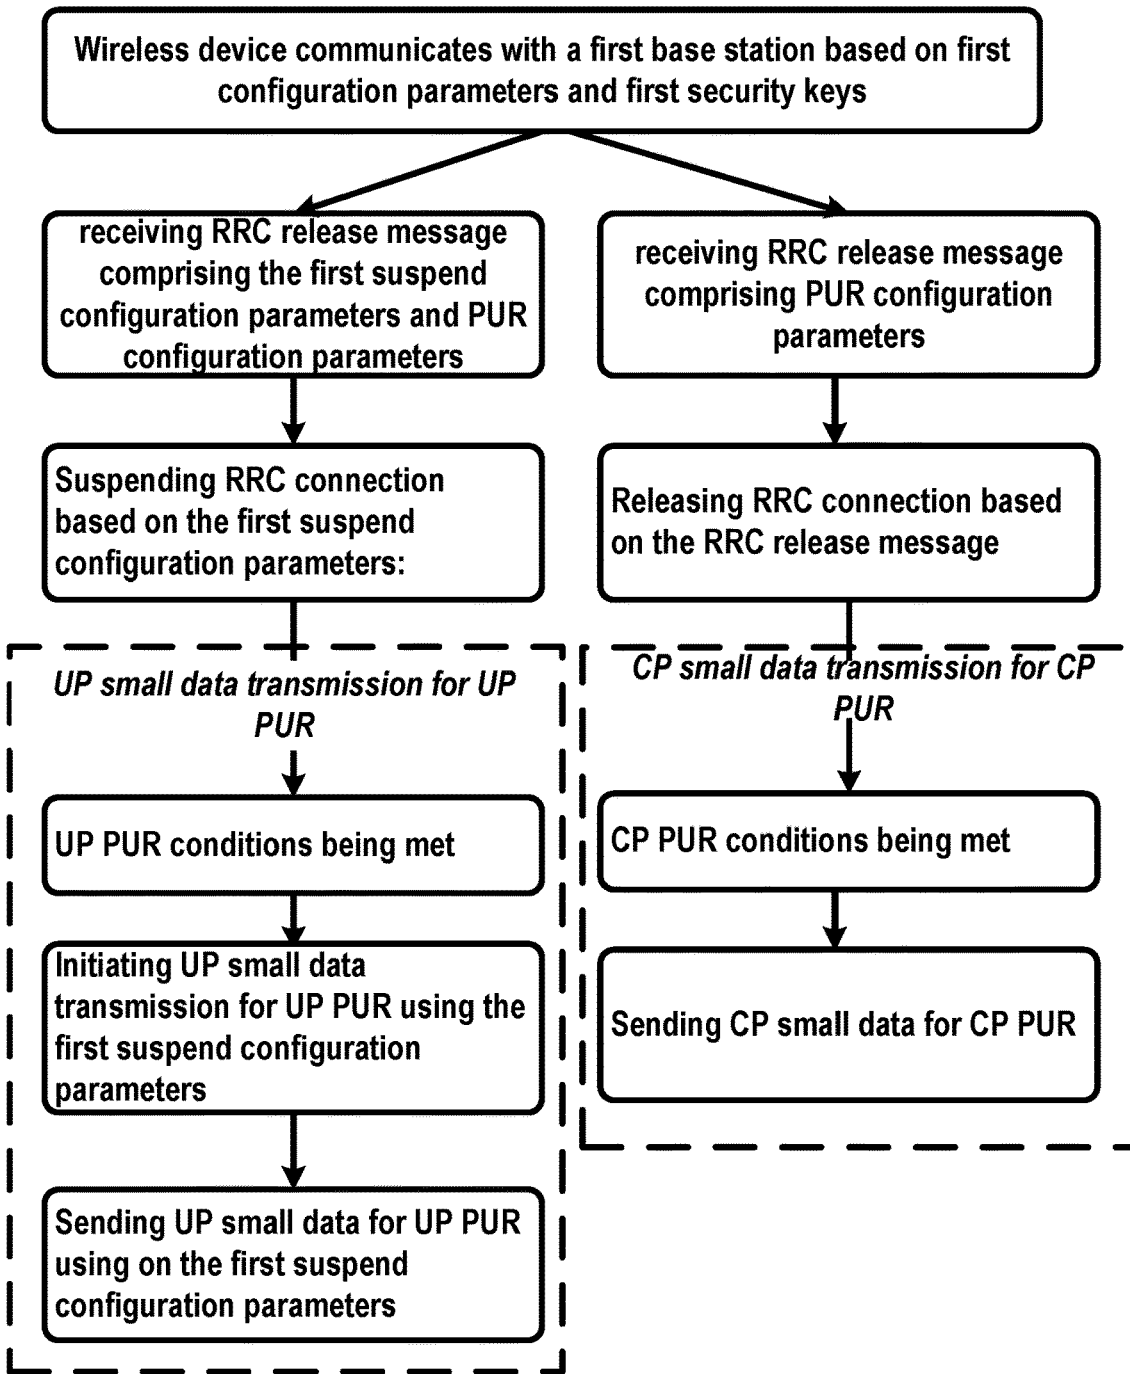 Wireless device communicates with a first base station based on first
configuration parameters and first security keys
receiving RRC release message
comprising the first suspend
configuration parameters and PUR
configuration parameters
receiving RRC release message
comprising PUR configuration
parameters
Suspending RRC connection
based on the first suspend
configuration parameters:
Releasing RRC connection based
on the RRC release message
UP small data transmission for UP
PUR
UP PUR conditions being met
Initiating UP small data
transmission for UP PUR using the
first suspend configuration
parameters
Sending UP small data for UP PUR
using on the first suspend
configuration parameters
CP small data transmission for CP
PUR
CP PUR conditions being met
Sending CP small data for CP PUR